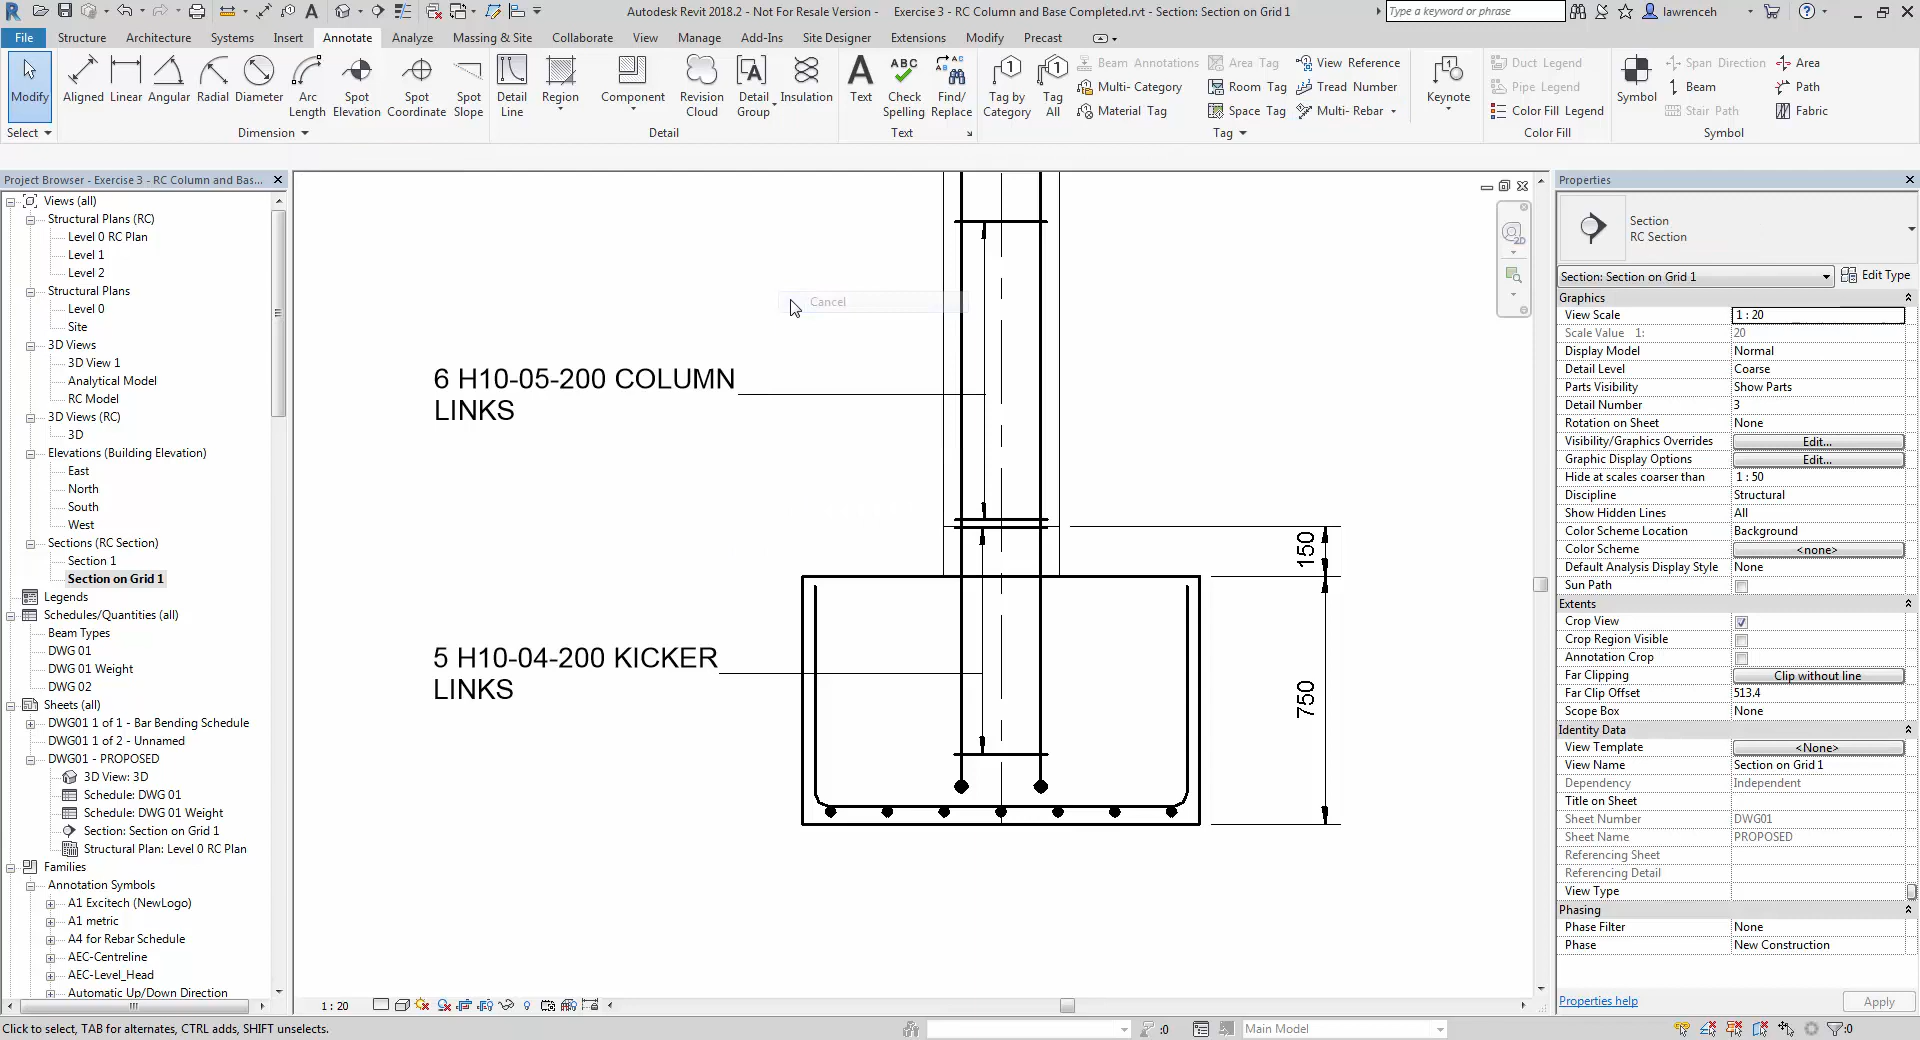 Autodesk Revit 2018.2 - Not For Resale Version - Exercise 3 - RC Column and Base Completed.rvt - Section: Section on Grid 1
Type a keyword or phrase
lawrenceh
File Structure Architecture Systems Insert Annotate Analyze Massing & Site Collaborate View Manage Add-Ins Site Designer Extensions Modify Precast
Modify
Aligned Linear Angular Radial Diameter Arc Length Spot Elevation Spot Coordinate Spot Slope
Detail Line Region Component Revision Cloud Detail Group Insulation
Text Check Spelling Find/ Replace
Tag by Category Tag All
Beam Annotations Area Tag View Reference
Multi- Category Room Tag Tread Number
Material Tag Space Tag Multi- Rebar
Keynote
Duct Legend
Pipe Legend
Color Fill Legend
Symbol
Span Direction Area
Beam Path
Stair Path Fabric
Select Dimension Detail Text Tag Color Fill Symbol
Project Browser - Exercise 3 - RC Column and Bas...
Views (all)
Structural Plans (RC)
Level 0 RC Plan
Level 1
Level 2
Structural Plans
Level 0
Site
3D Views
3D View 1
Analytical Model
RC Model
3D Views (RC)
3D
Elevations (Building Elevation)
East
North
South
West
Sections (RC Section)
Section 1
Section on Grid 1
Legends
Schedules/Quantities (all)
Beam Types
DWG 01
DWG 01 Weight
DWG 02
Sheets (all)
DWG01 1 of 1 - Bar Bending Schedule
DWG01 1 of 2 - Unnamed
DWG01 - PROPOSED
3D View: 3D
Schedule: DWG 01
Schedule: DWG 01 Weight
Section: Section on Grid 1
Structural Plan: Level 0 RC Plan
Families
Annotation Symbols
A1 Excitech (NewLogo)
A1 metric
A4 for Rebar Schedule
AEC-Centreline
AEC-Level_Head
Automatic Up/Down Direction
Cancel
6 H10-05-200 COLUMN
LINKS
5 H10-04-200 KICKER
LINKS
150
750
2D
1 : 20
Properties
Section
RC Section
Section: Section on Grid 1 Edit Type
Graphics
View Scale 1 : 20
Scale Value 1: 20
Display Model Normal
Detail Level Coarse
Parts Visibility Show Parts
Detail Number 3
Rotation on Sheet None
Visibility/Graphics Overrides Edit...
Graphic Display Options Edit...
Hide at scales coarser than 1 : 50
Discipline Structural
Show Hidden Lines All
Color Scheme Location Background
Color Scheme <none>
Default Analysis Display Style None
Sun Path
Extents
Crop View
Crop Region Visible
Annotation Crop
Far Clipping Clip without line
Far Clip Offset 513.4
Scope Box None
Identity Data
View Template <None>
View Name Section on Grid 1
Dependency Independent
Title on Sheet
Sheet Number DWG01
Sheet Name PROPOSED
Referencing Sheet
Referencing Detail
View Type
Phasing
Phase Filter None
Phase New Construction
Properties help Apply
Click to select, TAB for alternates, CTRL adds, SHIFT unselects.
:0 Main Model :0